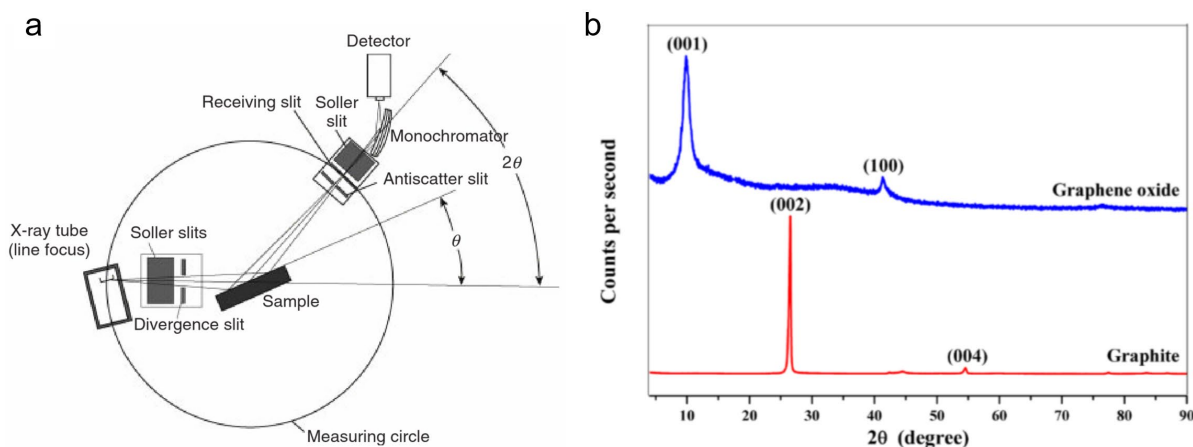 a
Detector
Receiving slit
Soller
slit
Monochromator
2θ
Antiscatter slit
X-ray tube
(line focus)
Soller slits
θ
Sample
Divergence slit
Measuring circle
b
(001)
(100)
Graphene oxide
(002)
(004)
Graphite
Counts per second
10 20 30 40 50 60 70 80 90
2θ (degree)